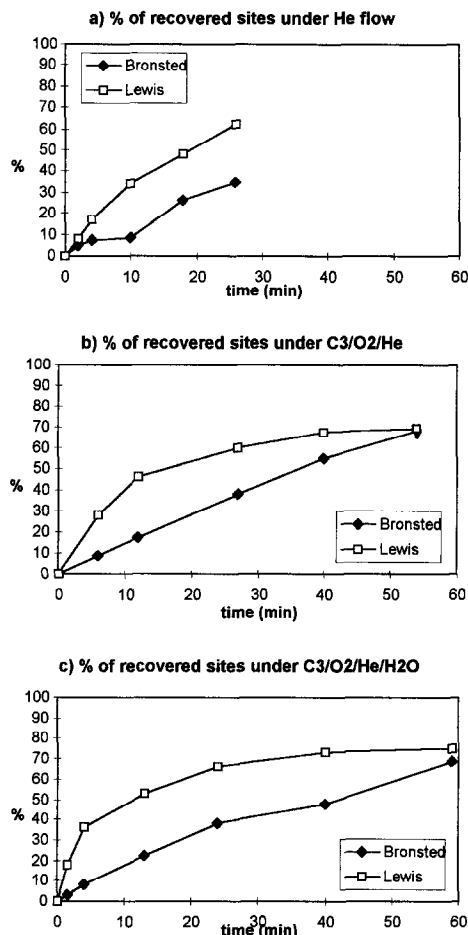 a) % of recovered sites under He flow
100
90
80
70
60
50
40
30
20
10
0
%
Bronsted
Lewis
0 10 20 30 40 50 60
time (min)
b) % of recovered sites under C3/O2/He
100
90
80
70
60
50
40
30
20
10
0
%
Bronsted
Lewis
0 10 20 30 40 50 60
time (min)
c) % of recovered sites under C3/O2/He/H2O
100
90
80
70
60
50
40
30
20
10
0
%
Bronsted
Lewis
0 10 20 30 40 50 60
time (min)